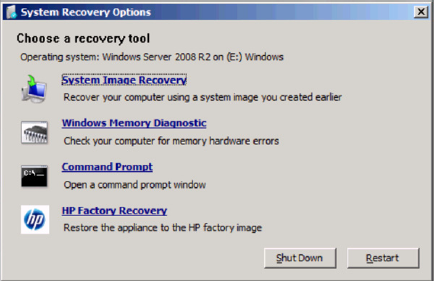 System Recovery Options
Choose a recovery tool
Operating system: Windows Server 2008 R2 on (E:) Windows
System Image Recovery
Recover your computer using a system image you created earlier
Windows Memory Diagnostic
Check your computer for memory hardware errors
C:\_
Command Prompt
Open a command prompt window
hp
HP Factory Recovery
Restore the appliance to the HP factory image
Shut Down
Restart